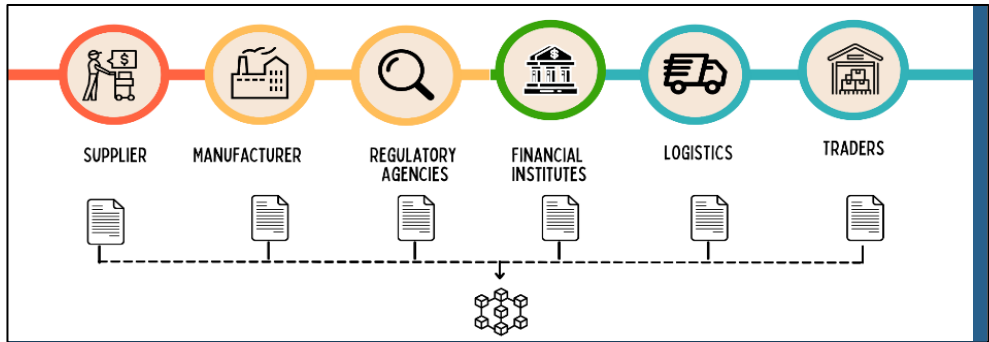 SUPPLIER
MANUFACTURER
REGULATORY
AGENCIES
FINANCIAL
INSTITUTES
LOGISTICS
TRADERS
$
$